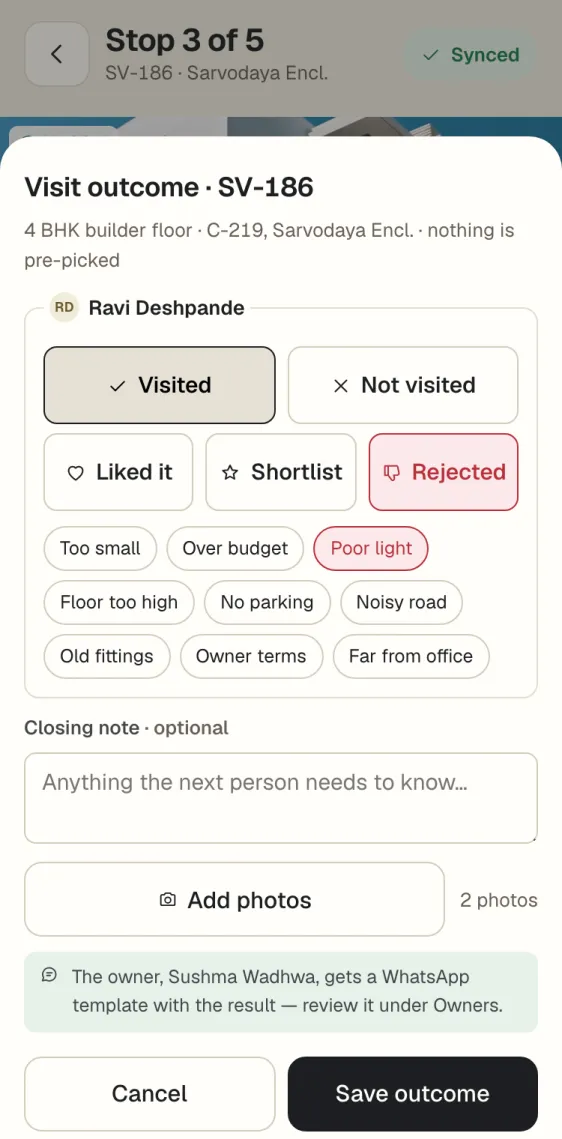 Stop 3 of 5
SV-186 · Sarvodaya Encl.
Synced
Visit outcome · SV-186
4 BHK builder floor · C-219, Sarvodaya Encl. · nothing is
pre-picked
RD Ravi Deshpande
Visited
Not visited
Liked it
Shortlist
Rejected
Too small
Over budget
Poor light
Floor too high
No parking
Noisy road
Old fittings
Owner terms
Far from office
Closing note · optional
Anything the next person needs to know…
Add photos
2 photos
The owner, Sushma Wadhwa, gets a WhatsApp
template with the result — review it under Owners.
Cancel
Save outcome